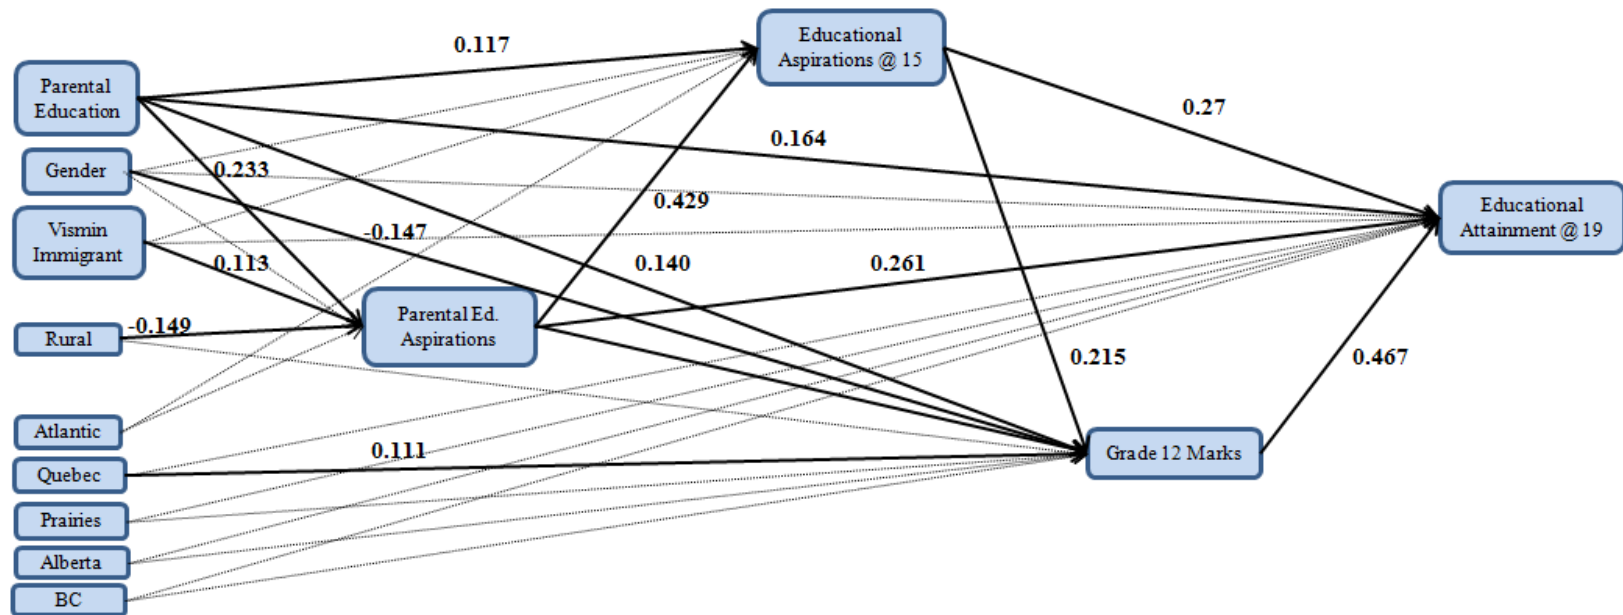 Educational
Aspirations @ 15
0.117
Parental
Education
0.27
0.164
Gender
0.233
0.429
Educational
Attainment @ 19
Vismin
Immigrant
-0.147
0.113
0.140
0.261
Parental Ed.
Aspirations
Rural
-0.149
0.215
0.467
Atlantic
Quebec
0.111
Grade 12 Marks
Prairies
Alberta
BC